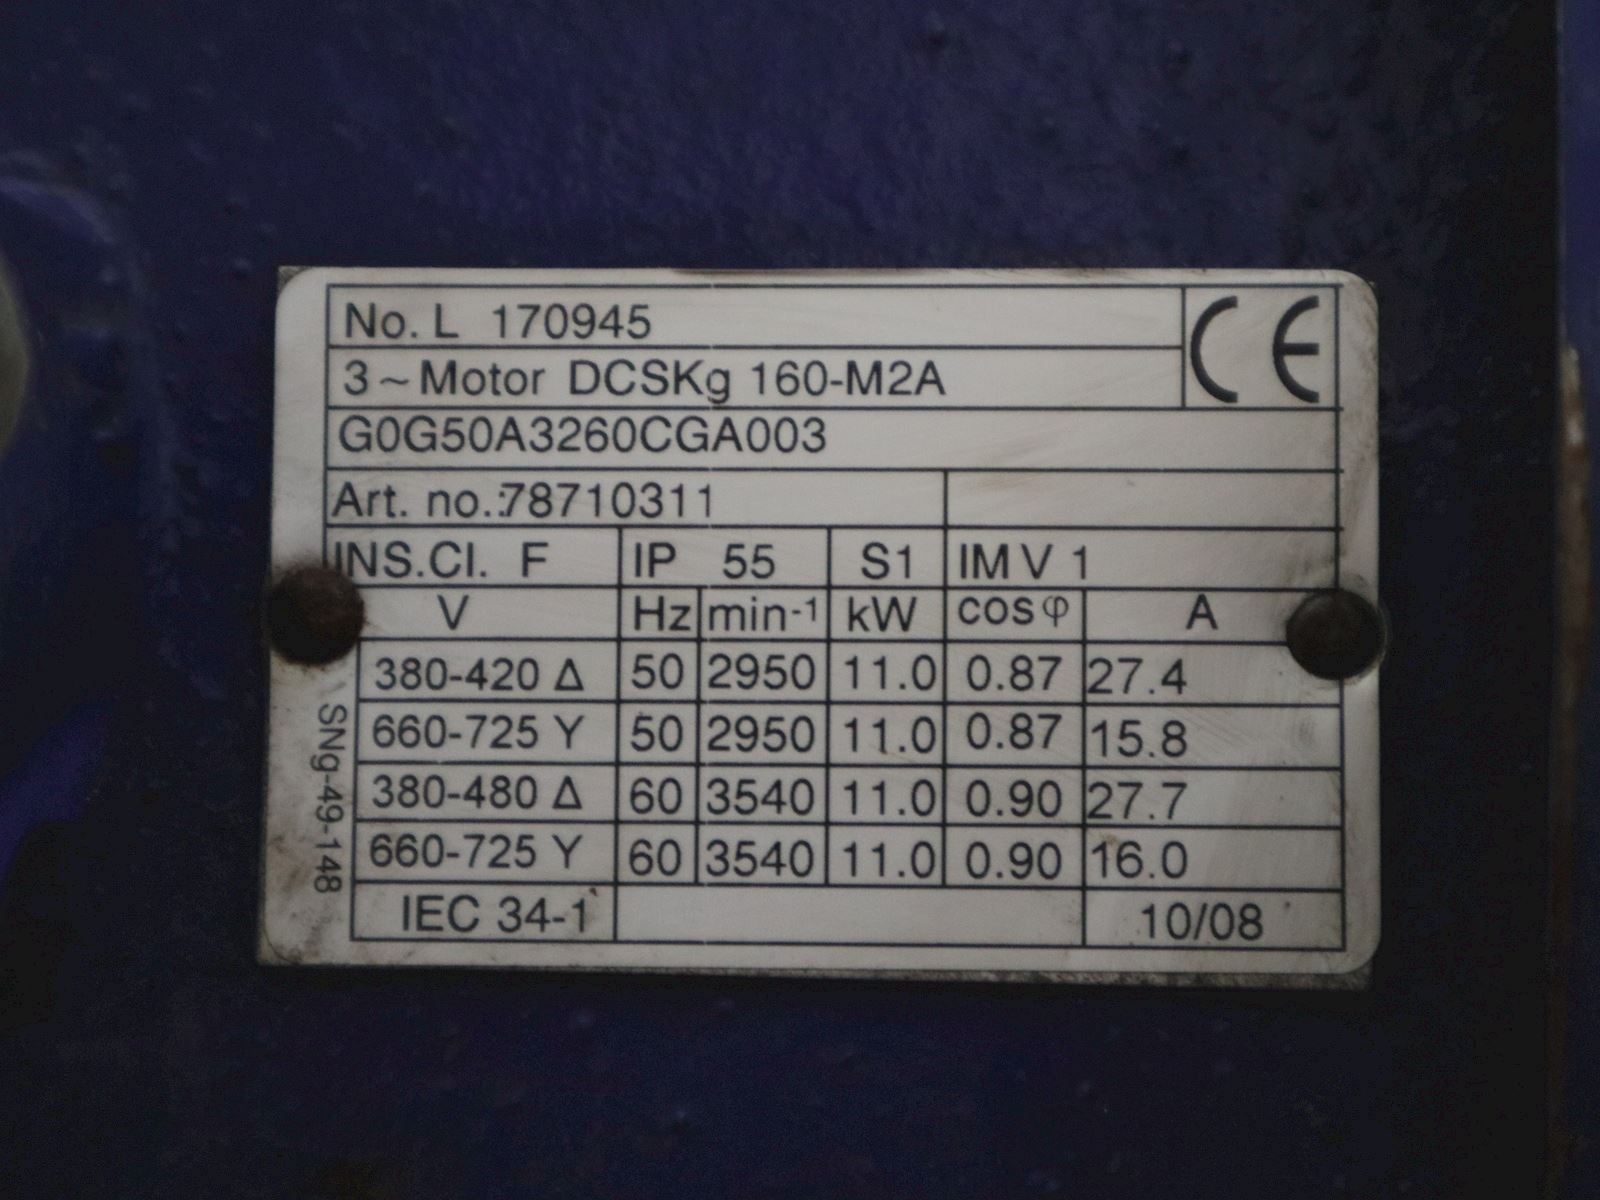 No. L 170945
CE
3~Motor DCSKg 160-M2A
G0G50A3260CGA003
Art. no.:78710311
INS.Cl. F IP 55 S1 IM V 1
V Hz min-1 kW cosφ A
380-420 Δ 50 2950 11.0 0.87 27.4
660-725 Y 50 2950 11.0 0.87 15.8
380-480 Δ 60 3540 11.0 0.90 27.7
660-725 Y 60 3540 11.0 0.90 16.0
IEC 34-1 10/08
SNg-49-148